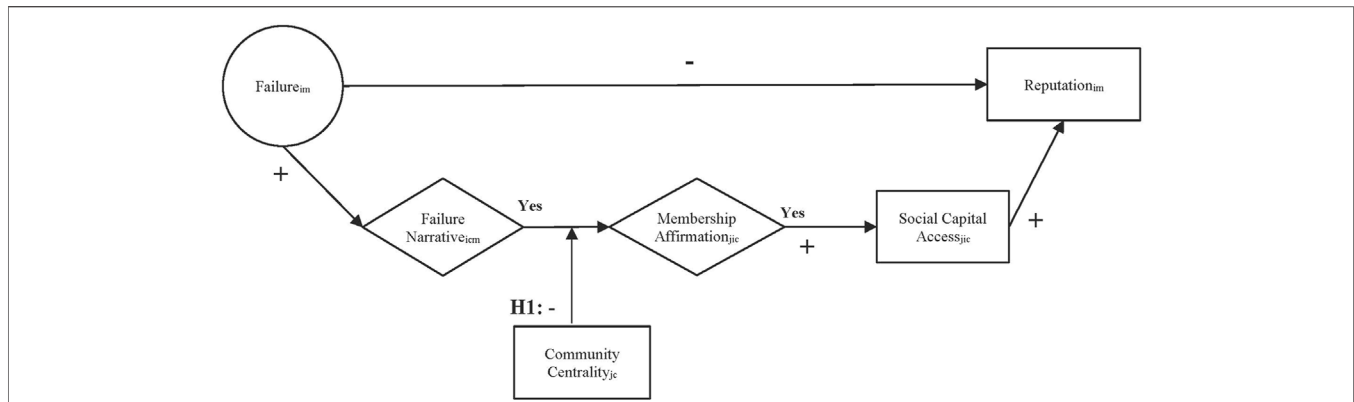 -
Failureim
Reputationim
+
Failure
Narrativeicm
Yes
Membership
Affirmationjic
Yes
+
Social Capital
Accessjic
+
H1: -
Community
Centralityjc